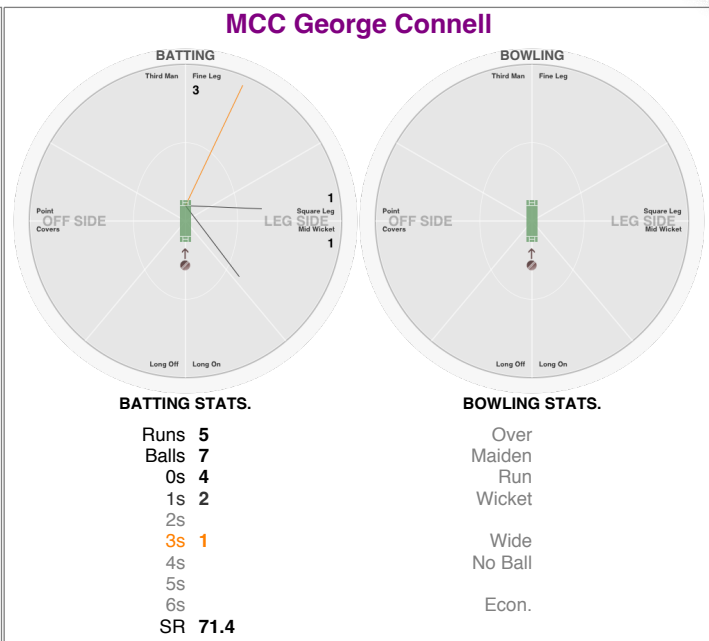 MCC George Connell
BATTING
Third Man Fine Leg
3
1
Point Square Leg
OFF SIDE LEG SIDE
Covers Mid Wicket
1
Long Off Long On
BATTING STATS.
Runs 5
Balls 7
0s 4
1s 2
2s
3s 1
4s
5s
6s
SR 71.4
BOWLING
Third Man Fine Leg
Point Square Leg
OFF SIDE LEG SIDE
Covers Mid Wicket
Long Off Long On
BOWLING STATS.
Over
Maiden
Run
Wicket
Wide
No Ball
Econ.